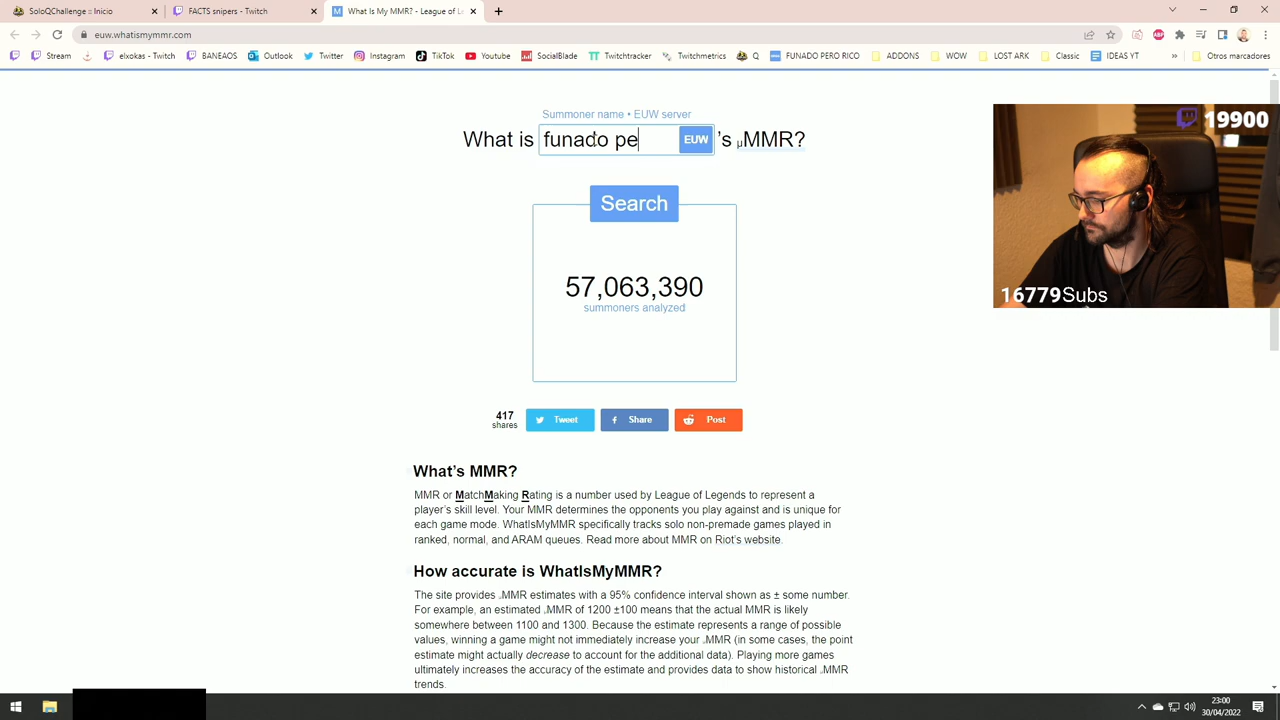 SoloQChallenge :: Inicio
FACTS snipers - Twitch
What Is My MMR? - League of Le
euw.whatismymmr.com
Stream
elxokas - Twitch
BANEAOS
Outlook
Twitter
Instagram
TikTok
Youtube
SocialBlade
Twitchtracker
Twitchmetrics
Q
FUNADO PERO RICO
ADDONS
WOW
LOST ARK
Classic
IDEAS YT
»
Otros marcadores
Summoner name • EUW server
What is funado pe EUW 's μMMR?
Search
57,063,390
summoners analyzed
19900
16779Subs
417
shares
Tweet
Share
Post
What's MMR?
MMR or MatchMaking Rating is a number used by League of Legends to represent a
player's skill level. Your MMR determines the opponents you play against and is unique for
each game mode. WhatIsMyMMR specifically tracks solo non-premade games played in
ranked, normal, and ARAM queues. Read more about MMR on Riot's website.
How accurate is WhatIsMyMMR?
The site provides μMMR estimates with a 95% confidence interval shown as ± some number.
For example, an estimated μMMR of 1200 ±100 means that the actual MMR is likely
somewhere between 1100 and 1300. Because the estimate represents a range of possible
values, winning a game might not immediately increase your μMMR (in some cases, the point
estimate might actually decrease to account for the additional data). Playing more games
ultimately increases the accuracy of the estimate and provides data to show historical μMMR
trends.
23:00
30/04/2022